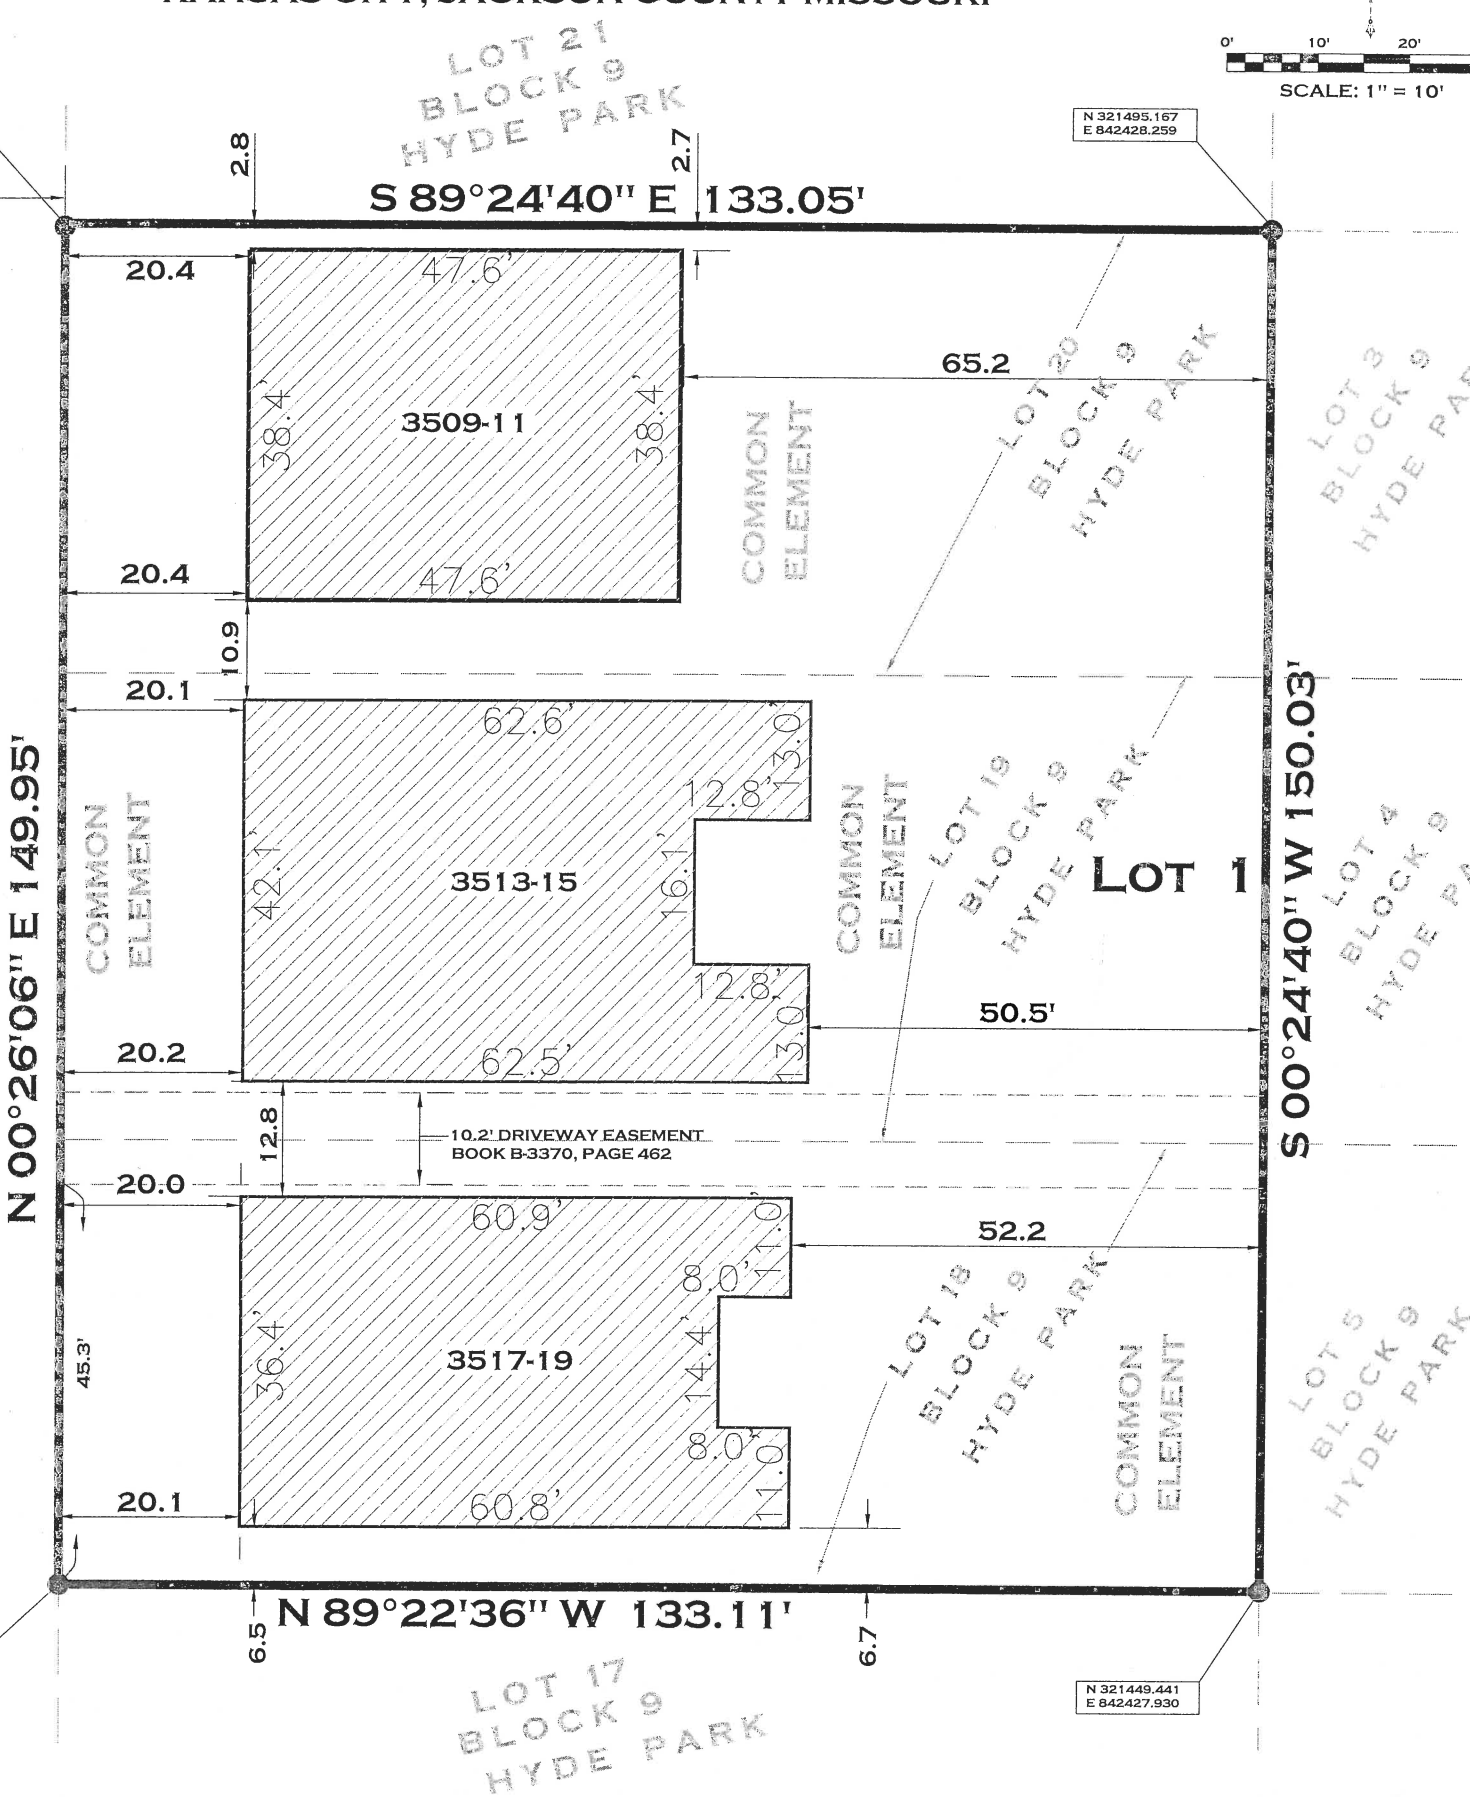 KANSAS CITY, JACKSON COUNTY MISSOURI
LOT 21
BLOCK 9
HYDE PARK
0' 10' 20'
SCALE: 1" = 10'
N 321495.167
E 842428.259
2.8
2.7
S 89°24'40" E 133.05'
20.4
47.6'
38.4'
3509-11
38.4'
65.2
COMMON
ELEMENT
LOT 20
BLOCK 9
HYDE PARK
LOT 3
BLOCK 9
20.4
47.6'
10.9
20.1
62.6'
13.0'
12.8'
N 00°26'06" E 149.95'
COMMON
ELEMENT
42.1'
3513-15
16.1'
COMMON
ELEMENT
LOT 19
BLOCK 9
HYDE PARK
LOT 1
S 00°24'40" W 150.03'
LOT 4
BLOCK 9
12.8'
13.0'
50.5'
20.2
62.5'
12.8
10.2' DRIVEWAY EASEMENT
BOOK B-3370, PAGE 462
20.0
60.9'
11.0'
52.2
8.0'
45.3'
36.4'
3517-19
14.4'
LOT 18
BLOCK 9
HYDE PARK
COMMON
ELEMENT
LOT 5
BLOCK 9
HYDE PARK
8.0'
11.0'
20.1
60.8'
6.5
N 89°22'36" W 133.11'
6.7
LOT 17
BLOCK 9
HYDE PARK
N 321449.441
E 842427.930